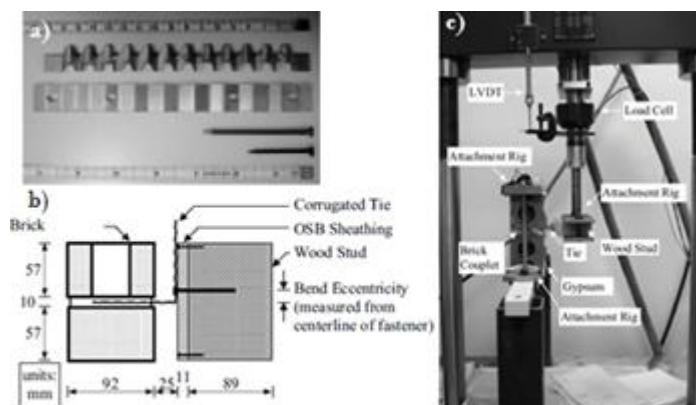 a)
b)
Brick
57
10
57
units:
mm
92
25
11
89
Corrugated Tie
OSB Sheathing
Wood Stud
Bend Eccentricity
(measured from
centerline of fastener)
c)
LVDT
Load Cell
Attachment Rig
Attachment Rig
Brick
Couplet
Tie
Wood Stud
Gypsum
Attachment Rig